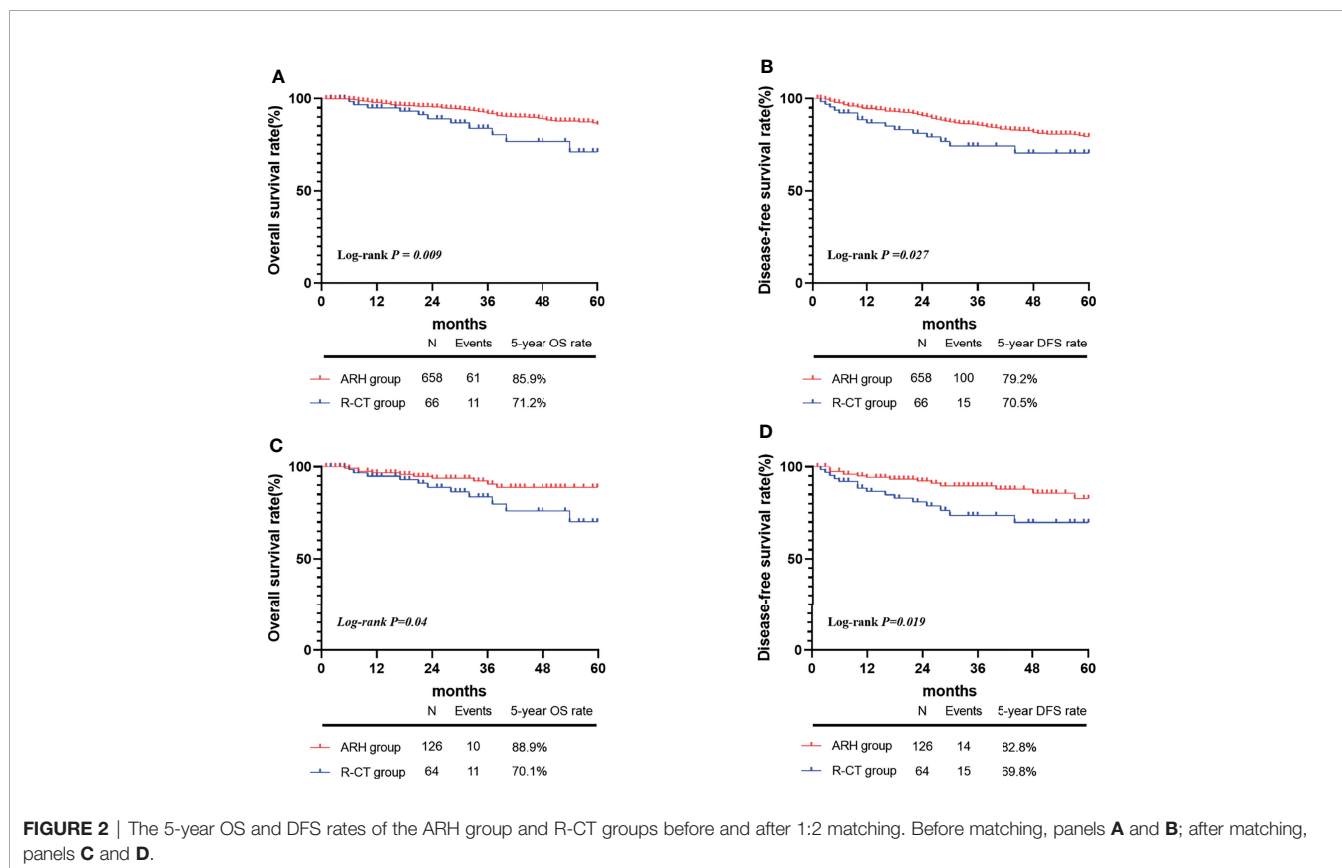 A
Overall survival rate(%)
100
50
0
Log-rank P = 0.009
0 12 24 36 48 60
months
N Events 5-year OS rate
ARH group 658 61 85.9%
R-CT group 66 11 71.2%
B
Disease-free survival rate(%)
100
50
0
Log-rank P =0.027
0 12 24 36 48 60
months
N Events 5-year DFS rate
ARH group 658 100 79.2%
R-CT group 66 15 70.5%
C
Overall survival rate(%)
100
50
0
Log-rank P=0.04
0 12 24 36 48 60
months
N Events 5-year OS rate
ARH group 126 10 88.9%
R-CT group 64 11 70.1%
D
Disease-free survival rate(%)
100
50
0
Log-rank P=0.019
0 12 24 36 48 60
months
N Events 5-year DFS rate
ARH group 126 14 82.8%
R-CT group 64 15 69.8%
FIGURE 2 | The 5-year OS and DFS rates of the ARH group and R-CT groups before and after 1:2 matching. Before matching, panels A and B; after matching,
panels C and D.